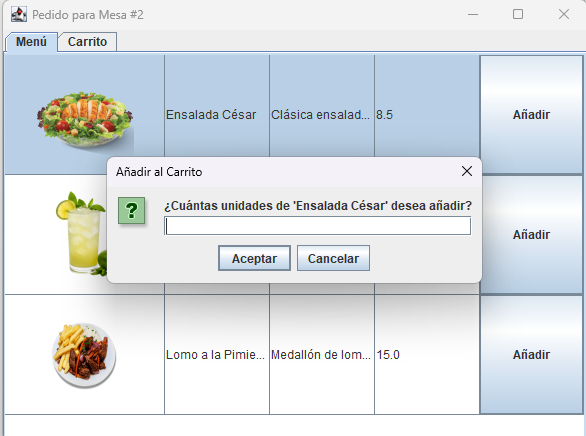 Pedido para Mesa #2
Menú Carrito
Ensalada César Clásica ensalad... 8.5 Añadir
Añadir al Carrito
?
¿Cuántas unidades de 'Ensalada César' desea añadir?
Aceptar Cancelar
Añadir
Lomo a la Pimie... Medallón de lom... 15.0 Añadir